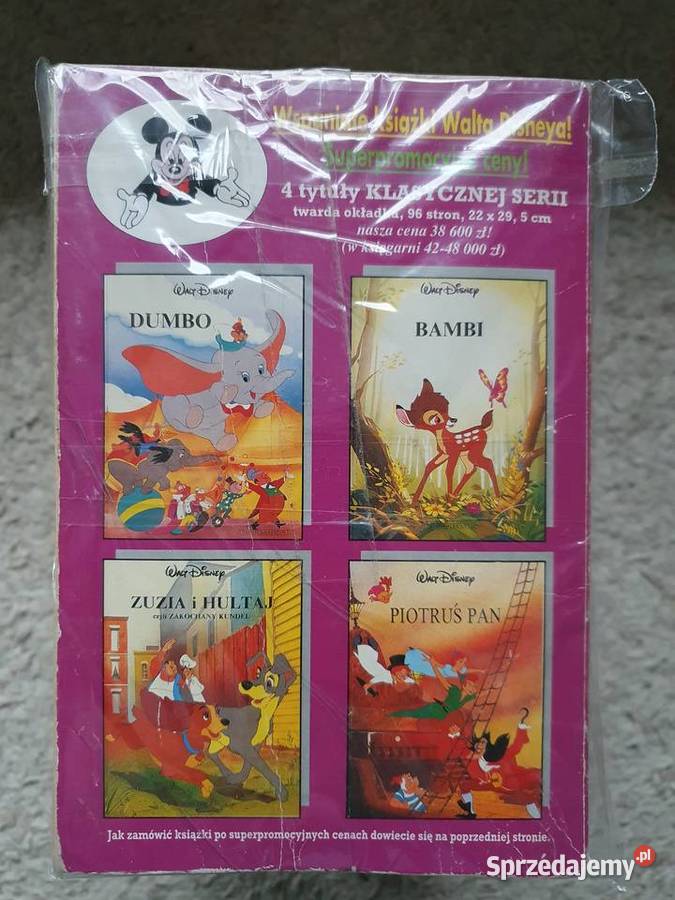 Wspaniałe książki Walta Disneya!
Superpromocyjne ceny!
4 tytuły KLASYCZNEJ SERII
twarda okładka, 96 stron, 22 x 29, 5 cm
nasza cena 38 600 zł!
(w księgarni 42-48 000 zł)
WALT DISNEY
DUMBO
WALT DISNEY
BAMBI
WALT DISNEY
ZUZIA i HULTAJ
czyli ZAKOCHANY KUNDEL
WALT DISNEY
PIOTRUŚ PAN
Jak zamówić książki po superpromocyjnych cenach dowiecie się na poprzedniej stronie.
Sprzedajemy.pl